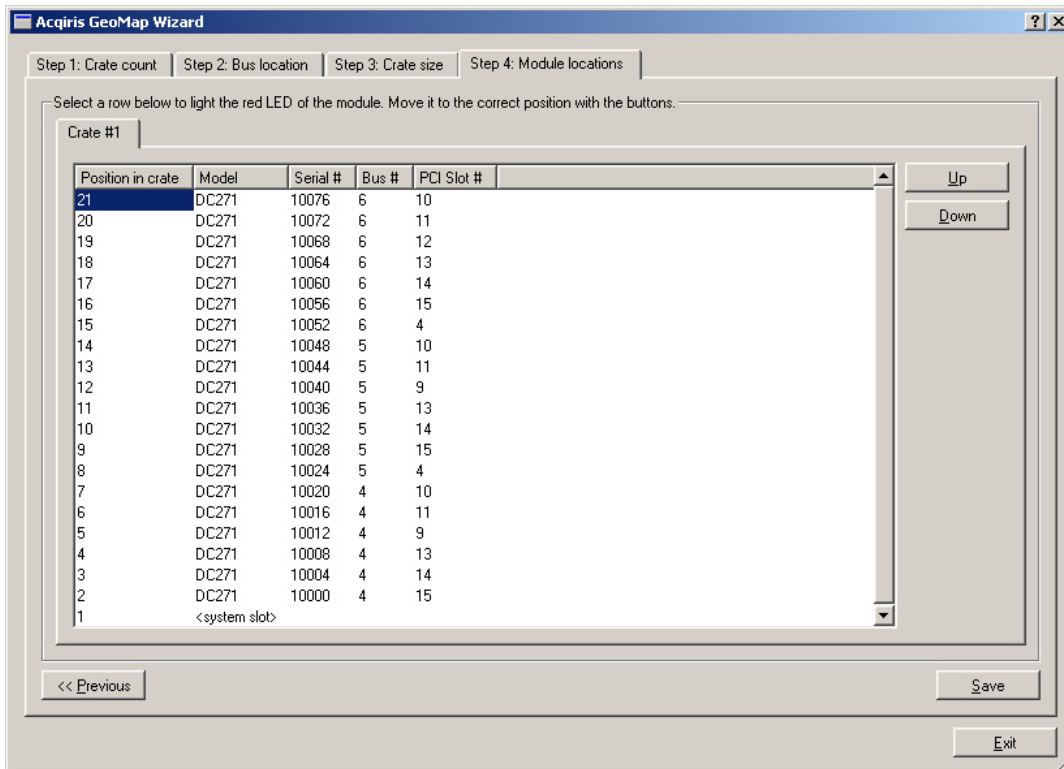 Acqiris GeoMap Wizard
Step 1: Crate count Step 2: Bus location Step 3: Crate size Step 4: Module locations
Select a row below to light the red LED of the module. Move it to the correct position with the buttons.
Crate #1
Position in crate Model Serial # Bus # PCI Slot # Up
21 DC271 10076 6 10
20 DC271 10072 6 11 Down
19 DC271 10068 6 12
18 DC271 10064 6 13
17 DC271 10060 6 14
16 DC271 10056 6 15
15 DC271 10052 6 4
14 DC271 10048 5 10
13 DC271 10044 5 11
12 DC271 10040 5 9
11 DC271 10036 5 13
10 DC271 10032 5 14
9 DC271 10028 5 15
8 DC271 10024 5 4
7 DC271 10020 4 10
6 DC271 10016 4 11
5 DC271 10012 4 9
4 DC271 10008 4 13
3 DC271 10004 4 14
2 DC271 10000 4 15
1 <system slot>
<< Previous Save
Exit